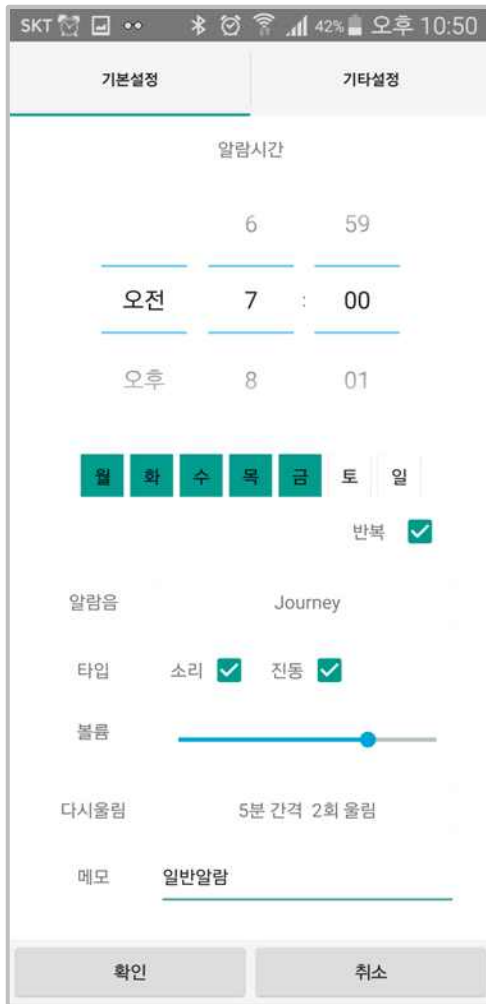 SKT 42% 오후 10:50
기본설정 기타설정
알람시간
6 59
오전 7 : 00
오후 8 01
월 화 수 목 금 토 일
반복
알람음 Journey
타입 소리 진동
볼륨
다시울림 5분 간격 2회 울림
메모 일반알람
확인 취소